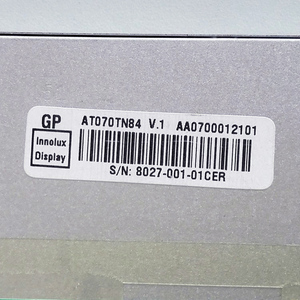 GP AT070TN84 V.1 AA0700012101
Innolux
Display
S/N: 8027-001-01CER